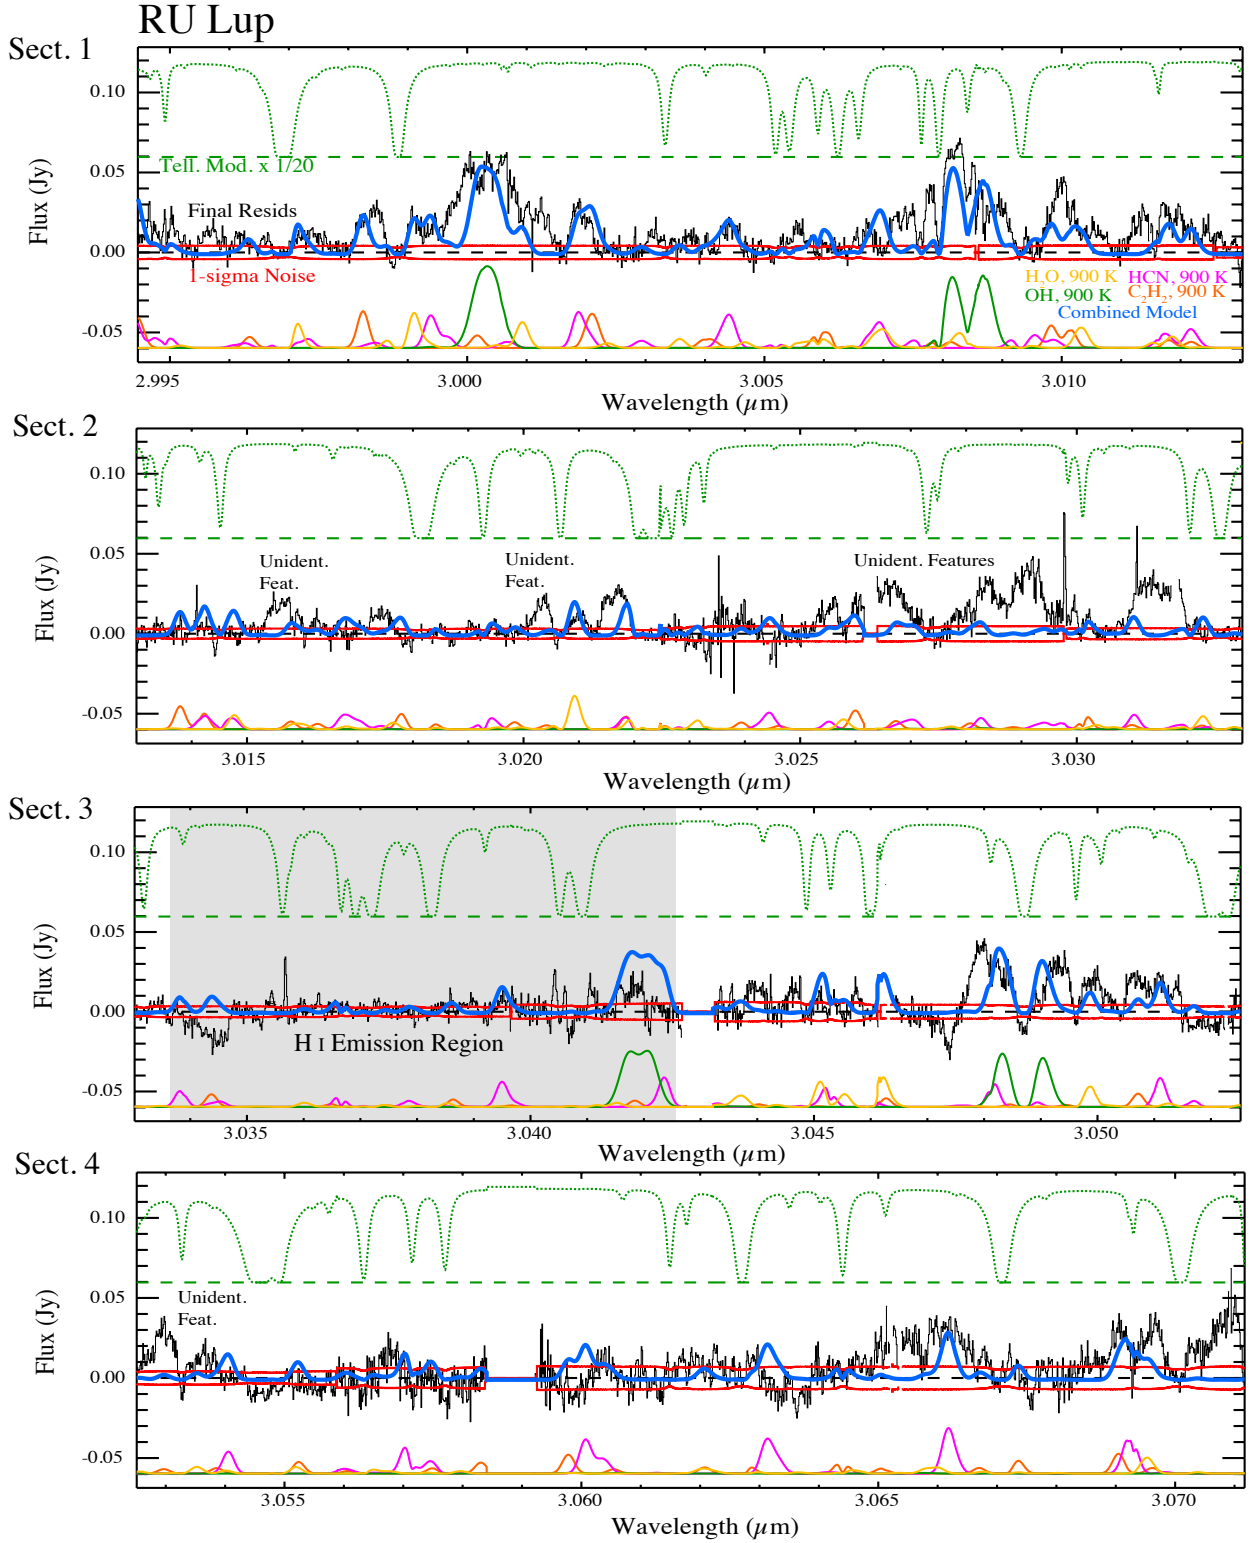 RU Lup
Sect. 1
0.10
0.05
0.00
-0.05
Flux (Jy)
Tell. Mod. x 1/20
Final Resids
1-sigma Noise
H₂O, 900 K
HCN, 900 K
OH, 900 K
C₂H₂, 900 K
Combined Model
2.995 3.000 3.005 3.010
Wavelength (µm)
Sect. 2
0.10
0.05
0.00
-0.05
Flux (Jy)
Unident.
Feat.
Unident.
Feat.
Unident. Features
3.015 3.020 3.025 3.030
Wavelength (µm)
Sect. 3
0.10
0.05
0.00
-0.05
Flux (Jy)
H I Emission Region
3.035 3.040 3.045 3.050
Wavelength (µm)
Sect. 4
0.10
0.05
0.00
-0.05
Flux (Jy)
Unident.
Feat.
3.055 3.060 3.065 3.070
Wavelength (µm)